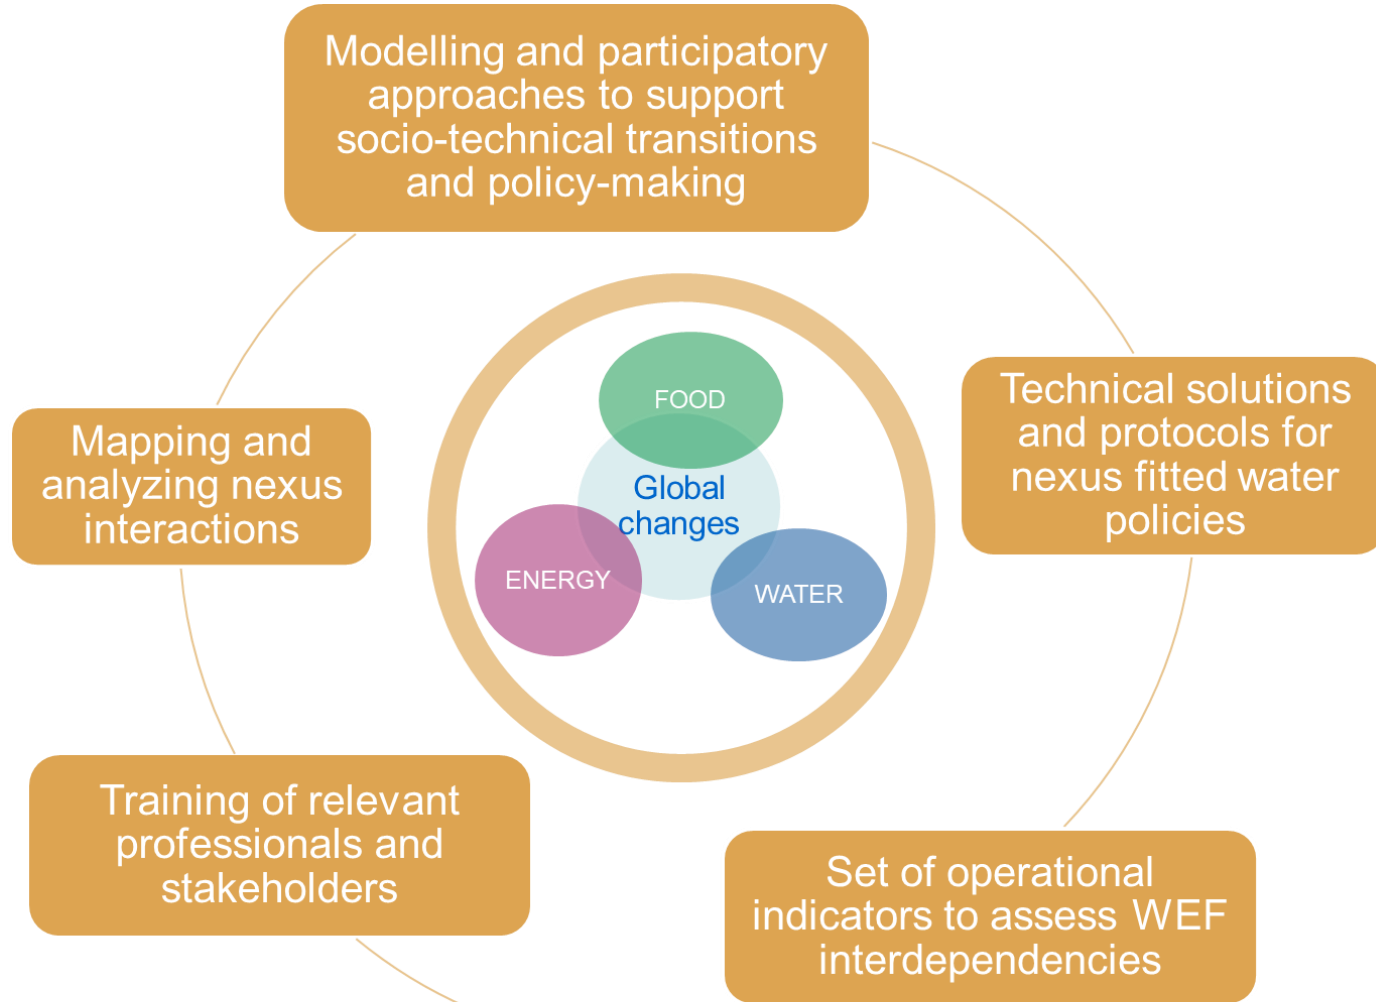 Modelling and participatory
approaches to support
socio-technical transitions
and policy-making
Technical solutions
and protocols for
nexus fitted water
policies
Mapping and
analyzing nexus
interactions
FOOD
Global
changes
ENERGY
WATER
Training of relevant
professionals and
stakeholders
Set of operational
indicators to assess WEF
interdependencies